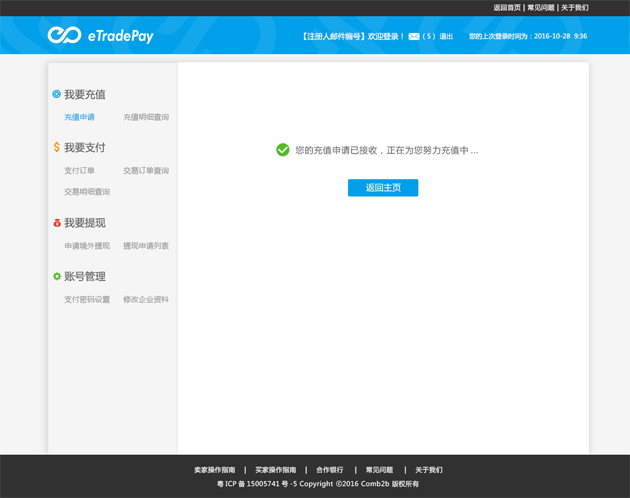 返回首页 | 常见问题 | 关于我们
eTradePay 【注册人邮件编号】欢迎登录！ （5） 退出 您的上次登录时间为：2016-10-28 9:36
我要充值
充值申请 充值明细查询
我要支付
支付订单 交易订单查询
交易明细查询
我要提现
申请境外提现 提现申请列表
账号管理
支付密码设置 修改企业资料
您的充值申请已接收，正在为您努力充值中 ...
返回主页
卖家操作指南 | 买家操作指南 | 合作银行 | 常见问题 | 关于我们
粤 ICP 备 15005741 号 -5 Copyright ©2016 Comb2b 版权所有